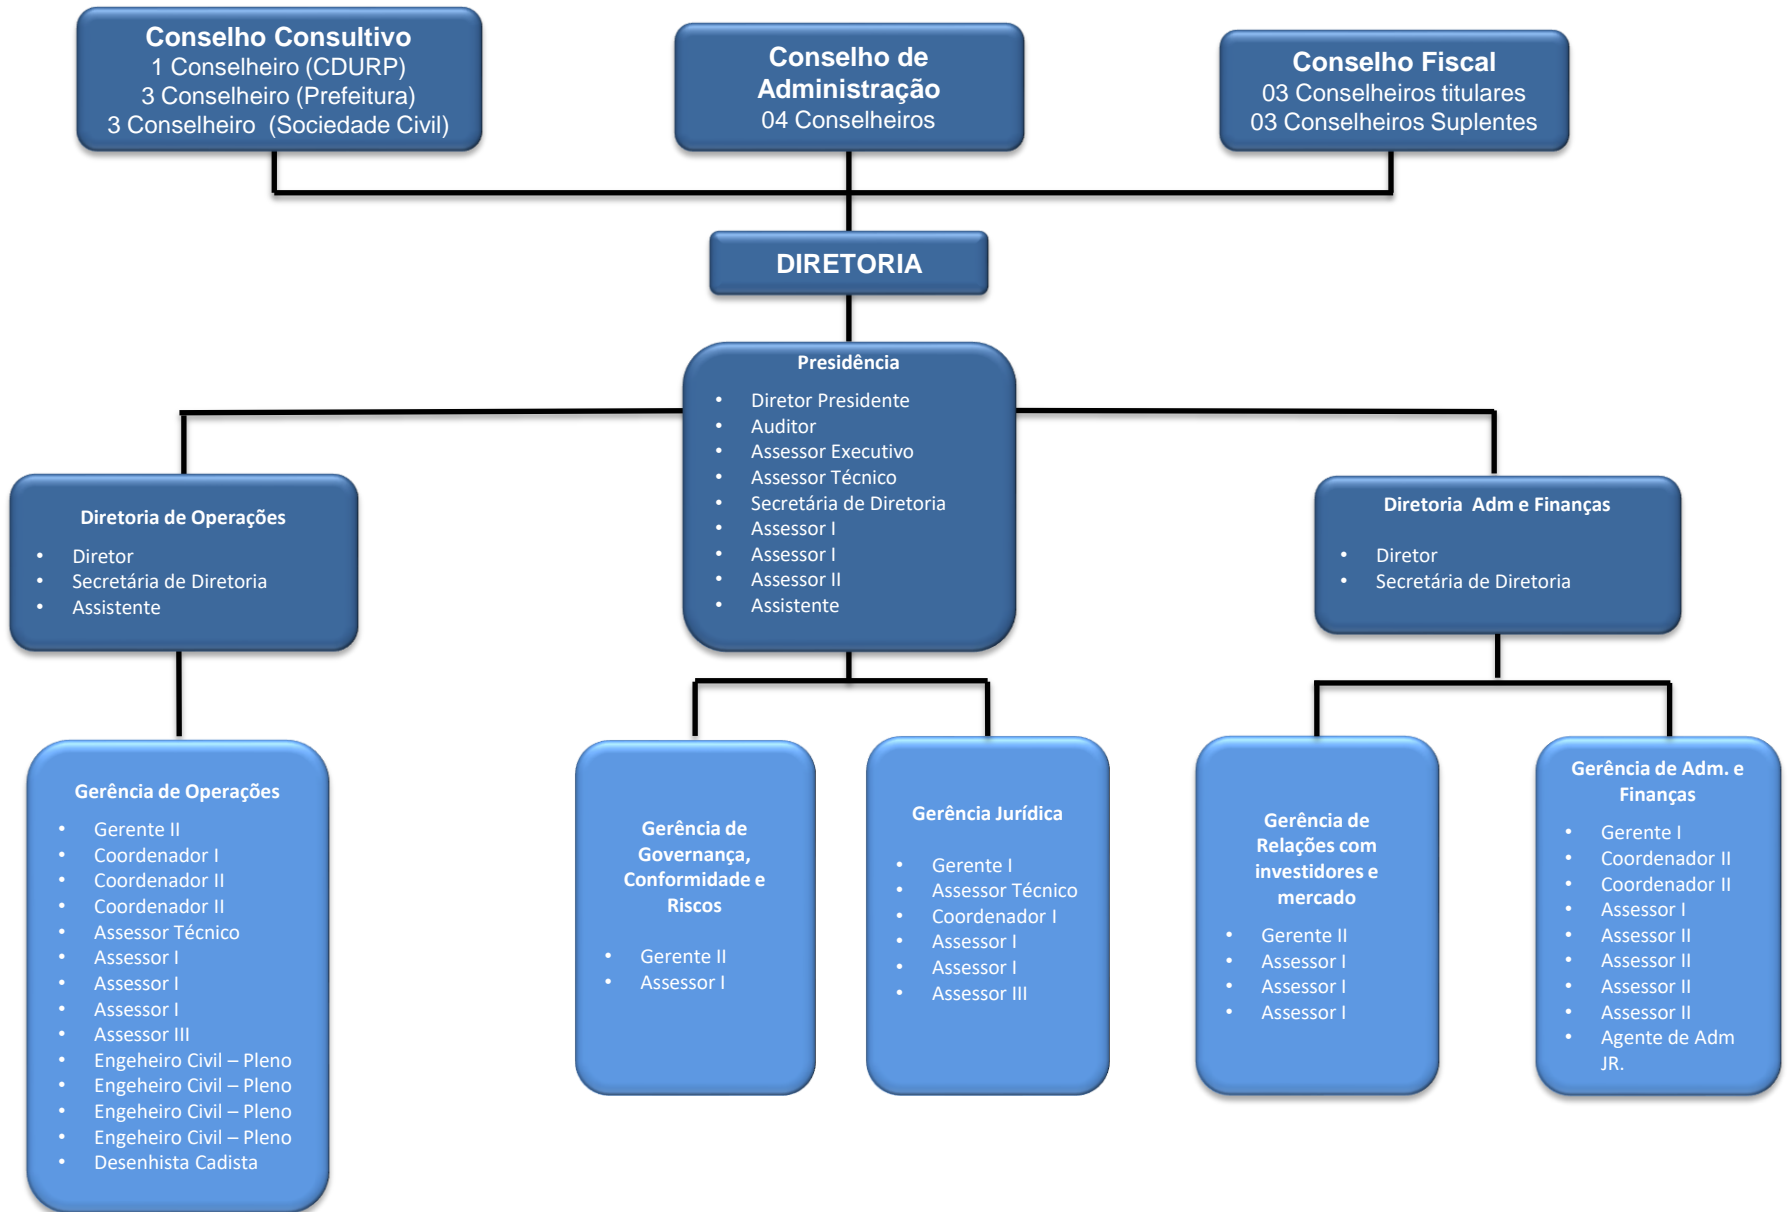 Conselho Consultivo
1 Conselheiro (CDURP)
3 Conselheiro (Prefeitura)
3 Conselheiro (Sociedade Civil)
Conselho de
Administração
04 Conselheiros
Conselho Fiscal
03 Conselheiros titulares
03 Conselheiros Suplentes
DIRETORIA
Presidência
• Diretor Presidente
• Auditor
• Assessor Executivo
• Assessor Técnico
• Secretária de Diretoria
• Assessor I
• Assessor I
• Assessor II
• Assistente
Diretoria de Operações
• Diretor
• Secretária de Diretoria
• Assistente
Diretoria Adm e Finanças
• Diretor
• Secretária de Diretoria
Gerência de Operações
• Gerente II
• Coordenador I
• Coordenador II
• Coordenador II
• Assessor Técnico
• Assessor I
• Assessor I
• Assessor I
• Assessor III
• Engeheiro Civil – Pleno
• Engeheiro Civil – Pleno
• Engeheiro Civil – Pleno
• Engeheiro Civil – Pleno
• Desenhista Cadista
Gerência de
Governança,
Conformidade e
Riscos
• Gerente II
• Assessor I
Gerência Jurídica
• Gerente I
• Assessor Técnico
• Coordenador I
• Assessor I
• Assessor I
• Assessor III
Gerência de
Relações com
investidores e
mercado
• Gerente II
• Assessor I
• Assessor I
• Assessor I
Gerência de Adm. e
Finanças
• Gerente I
• Coordenador II
• Coordenador II
• Assessor I
• Assessor II
• Assessor II
• Assessor II
• Assessor II
• Agente de Adm
JR.